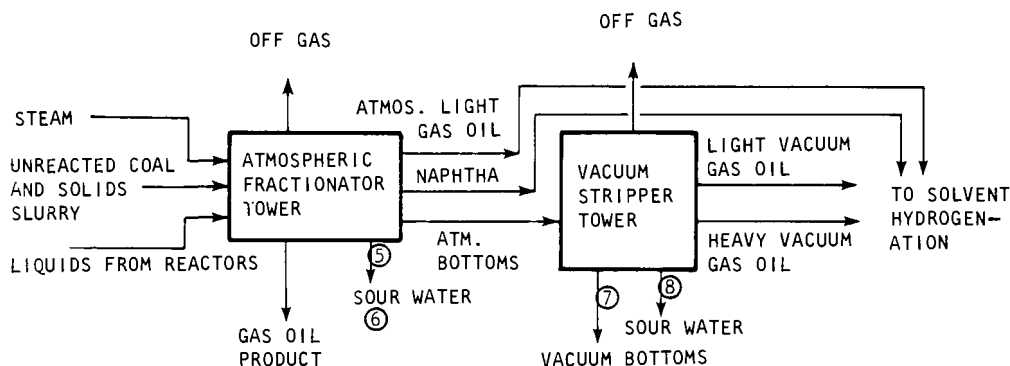 OFF GAS
OFF GAS
ATMOS. LIGHT
GAS OIL
STEAM
UNREACTED COAL
AND SOLIDS
SLURRY
LIQUIDS FROM REACTORS
ATMOSPHERIC
FRACTIONATOR
TOWER
NAPHTHA
ATM.
BOTTOMS
5
SOUR WATER
6
GAS OIL
PRODUCT
VACUUM
STRIPPER
TOWER
LIGHT VACUUM
GAS OIL
HEAVY VACUUM
GAS OIL
TO SOLVENT
HYDROGEN-
ATION
7
8
SOUR WATER
VACUUM BOTTOMS